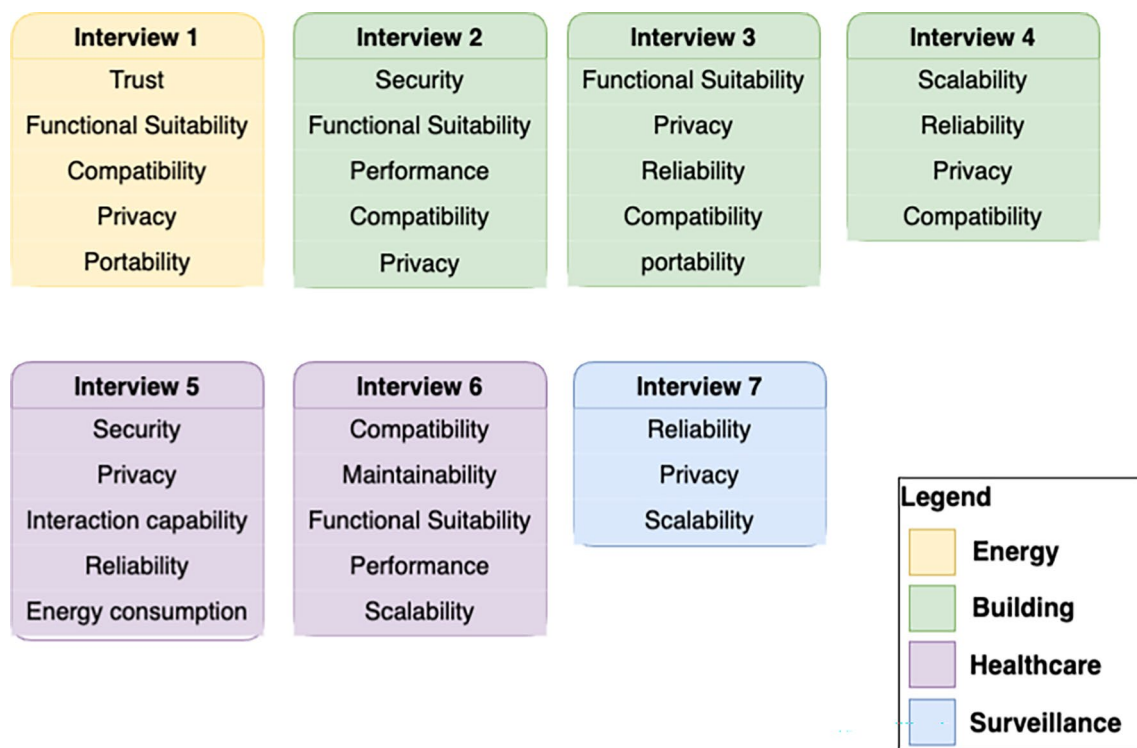 Interview 1
Trust
Functional Suitability
Compatibility
Privacy
Portability
Interview 2
Security
Functional Suitability
Performance
Compatibility
Privacy
Interview 3
Functional Suitability
Privacy
Reliability
Compatibility
portability
Interview 4
Scalability
Reliability
Privacy
Compatibility
Interview 5
Security
Privacy
Interaction capability
Reliability
Energy consumption
Interview 6
Compatibility
Maintainability
Functional Suitability
Performance
Scalability
Interview 7
Reliability
Privacy
Scalability
Legend
Energy
Building
Healthcare
Surveillance